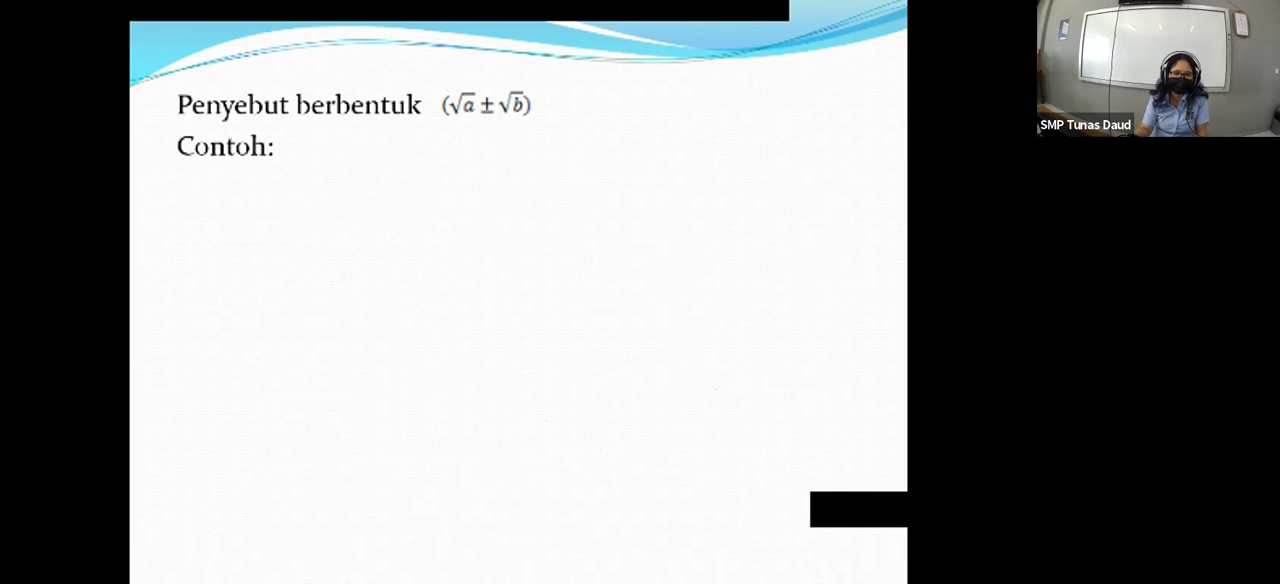 Penyebut berbentuk (√a ± √b)
Contoh:
SMP Tunas Daud